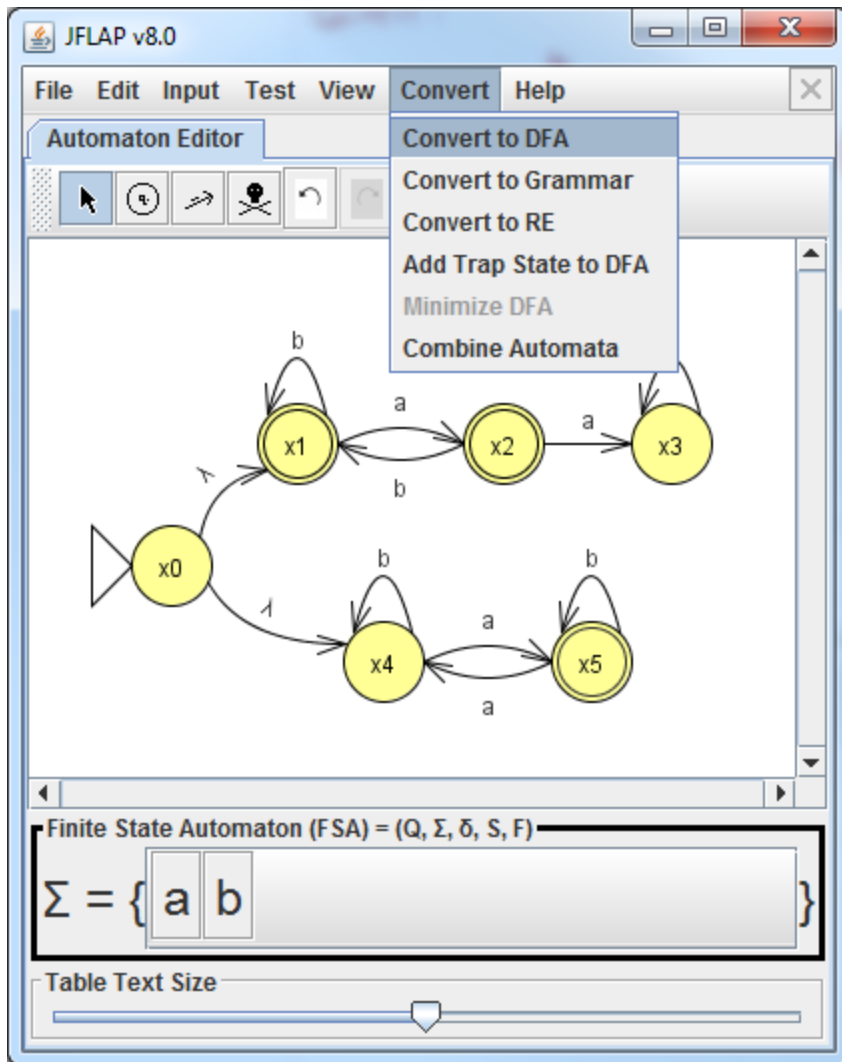 JFLAP v8.0
File Edit Input Test View Convert Help
Automaton Editor
Convert to DFA
Convert to Grammar
Convert to RE
Add Trap State to DFA
Minimize DFA
Combine Automata
b
a
a
x1
x2
x3
b
λ
x0
b
b
λ
a
x4
x5
a
Finite State Automaton (FSA) = (Q, Σ, δ, S, F)
Σ = { a b }
Table Text Size